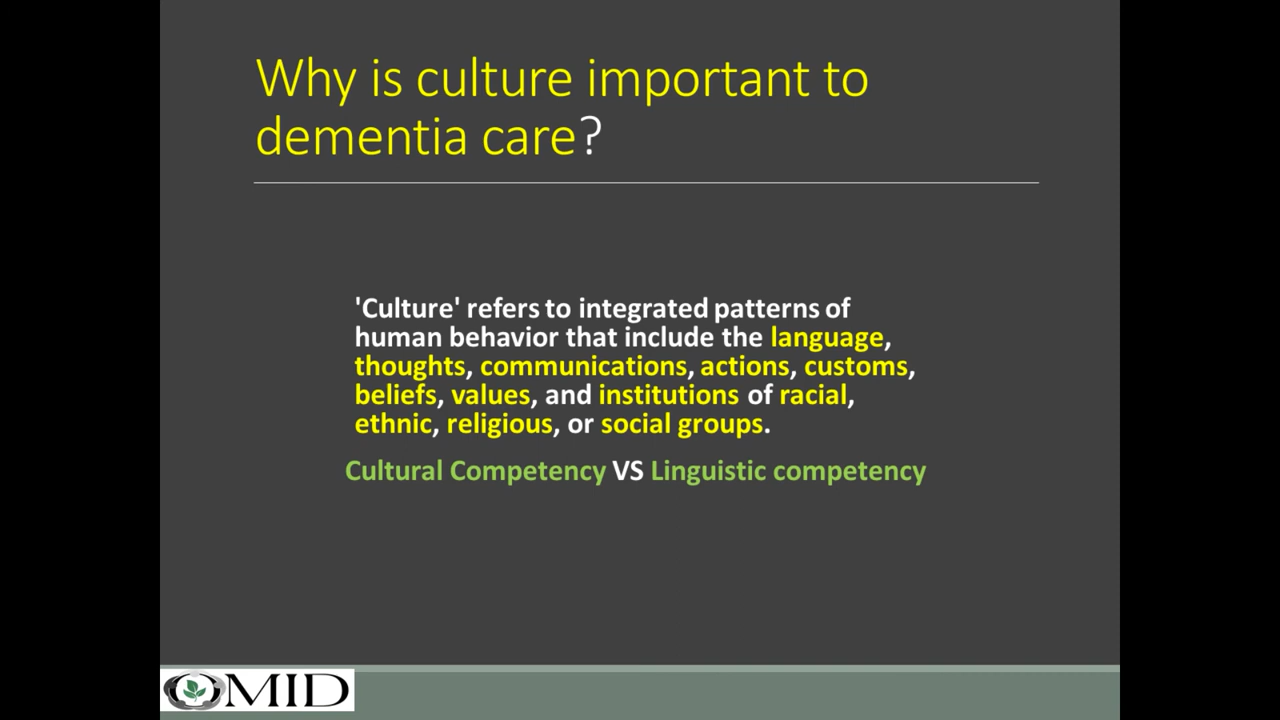 Why is culture important to
dementia care?
'Culture' refers to integrated patterns of
human behavior that include the language,
thoughts, communications, actions, customs,
beliefs, values, and institutions of racial,
ethnic, religious, or social groups.
Cultural Competency VS Linguistic competency
OMID